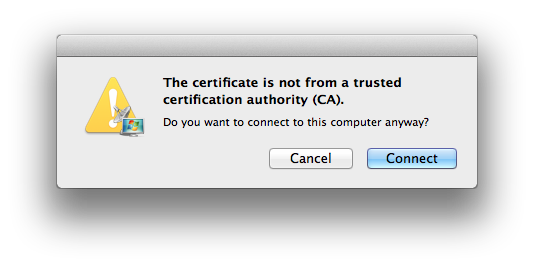 The certificate is not from a trusted
certification authority (CA).
Do you want to connect to this computer anyway?
Cancel
Connect